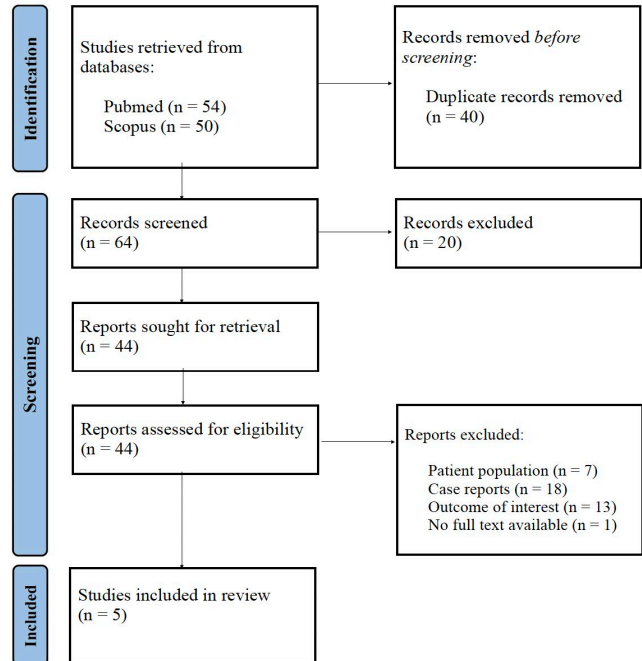 Identification
Studies retrieved from
databases:
Pubmed (n = 54)
Scopus (n = 50)
Records removed before
screening:
Duplicate records removed
(n = 40)
Screening
Records screened
(n = 64)
Records excluded
(n = 20)
Reports sought for retrieval
(n = 44)
Reports assessed for eligibility
(n = 44)
Reports excluded:
Patient population (n = 7)
Case reports (n = 18)
Outcome of interest (n = 13)
No full text available (n = 1)
Included
Studies included in review
(n = 5)